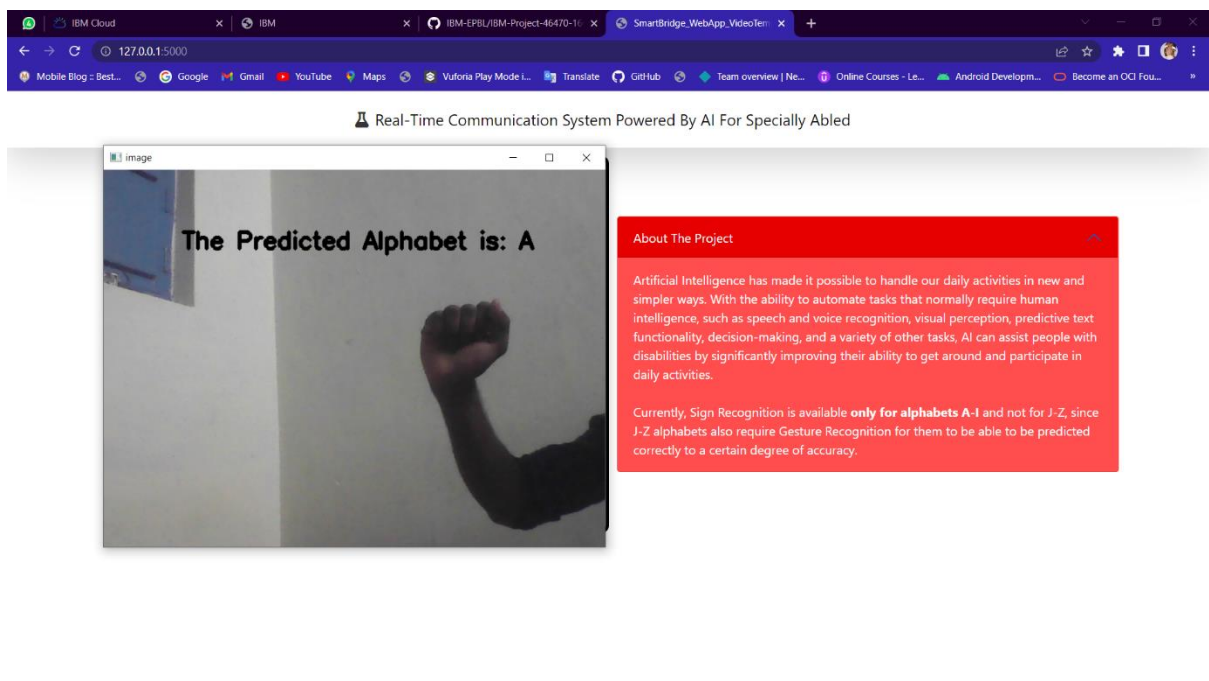 IBM Cloud
IBM
IBM-EPBL/IBM-Project-46470-16
SmartBridge_WebApp_VideoTem
127.0.0.1:5000
Mobile Blog :: Best... Google Gmail YouTube Maps Vuforia Play Mode i... Translate GitHub Team overview | Ne... Online Courses - Le... Android Developm... Become an OCI Fou... »
Real-Time Communication System Powered By AI For Specially Abled
image
The Predicted Alphabet is: A
About The Project
Artificial Intelligence has made it possible to handle our daily activities in new and
simpler ways. With the ability to automate tasks that normally require human
intelligence, such as speech and voice recognition, visual perception, predictive text
functionality, decision-making, and a variety of other tasks, AI can assist people with
disabilities by significantly improving their ability to get around and participate in
daily activities.
Currently, Sign Recognition is available only for alphabets A-I and not for J-Z, since
J-Z alphabets also require Gesture Recognition for them to be able to be predicted
correctly to a certain degree of accuracy.